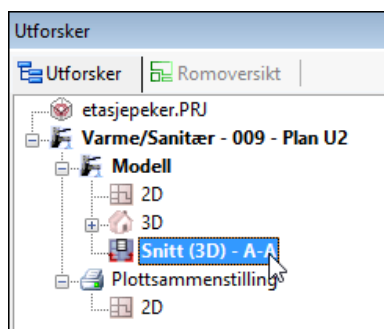 Utforsker
Utforsker Romoversikt
etasjepeker.PRJ
Varme/Sanitær - 009 - Plan U2
Modell
2D
3D
Snitt (3D) - A-A
Plottsammenstilling
2D